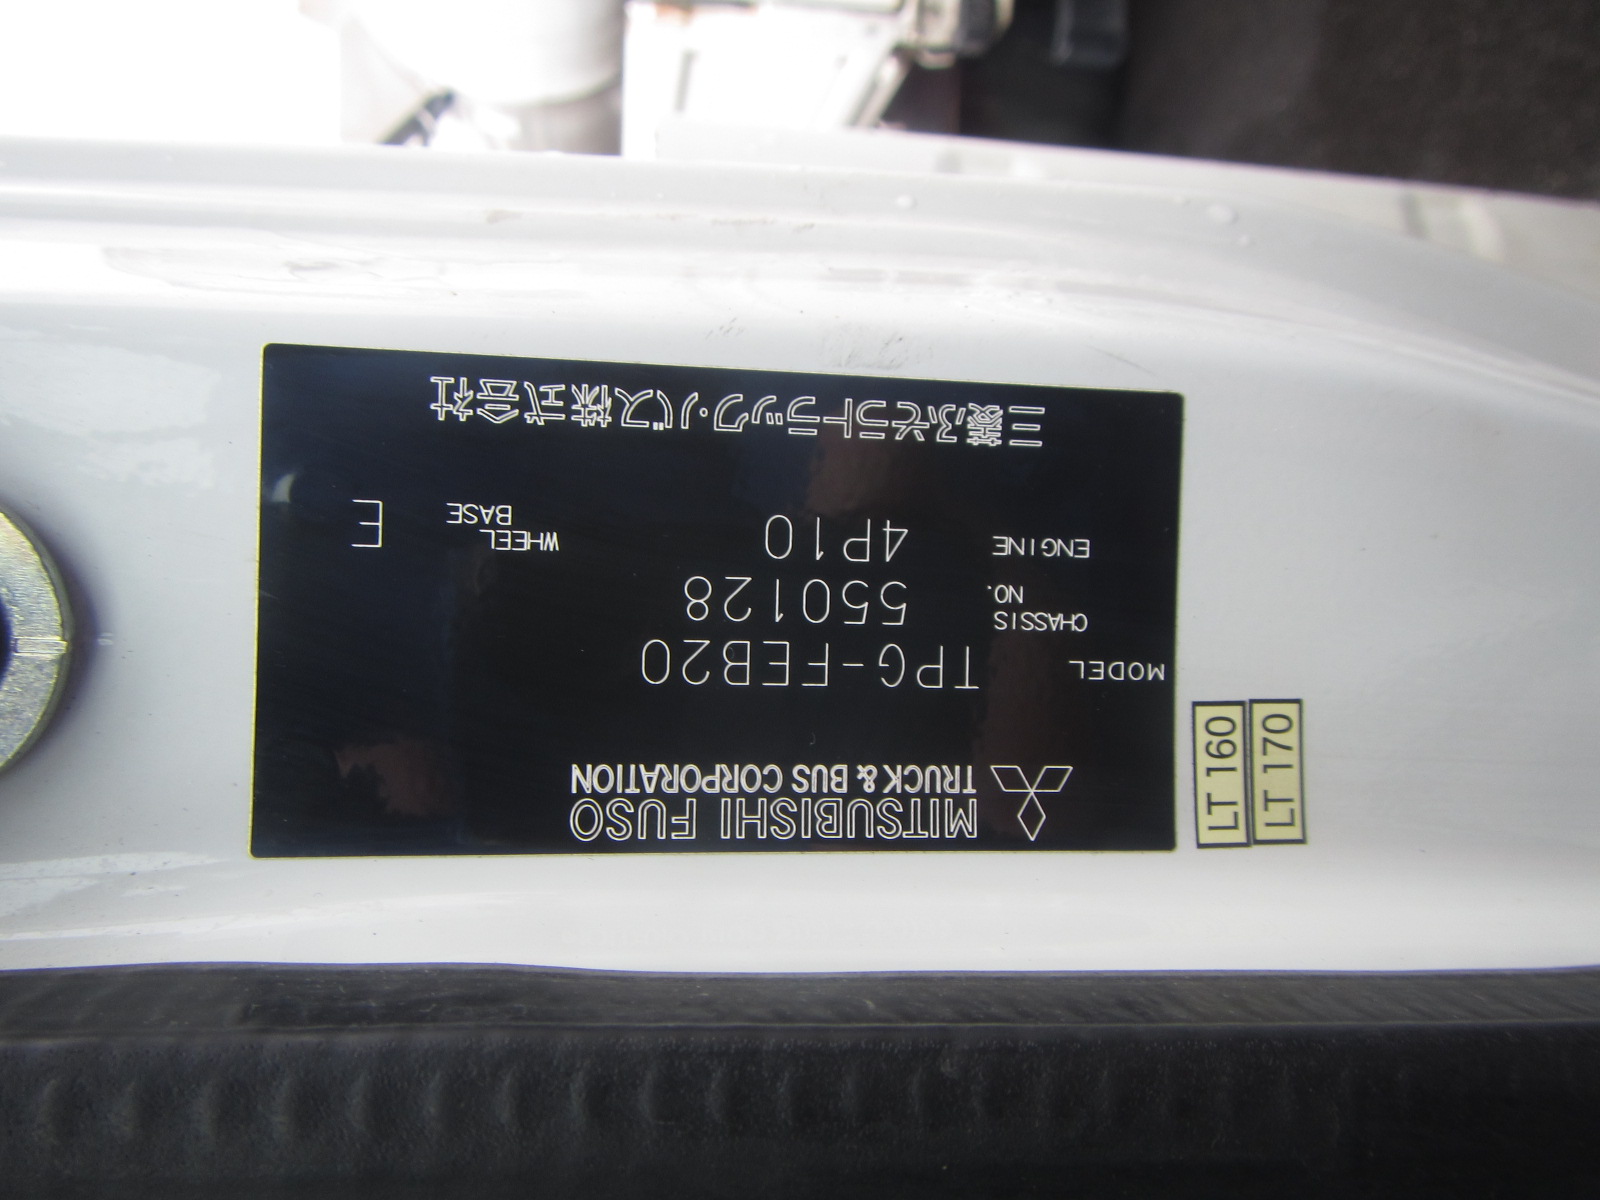 MITSUBISHI FUSO
TRUCK & BUS CORPORATION
MODEL TPG-FEB20
CHASSIS NO. 550128
ENGINE 4P10 WHEEL BASE E
三菱ふそうトラック・バス株式会社
LT 160
LT 170